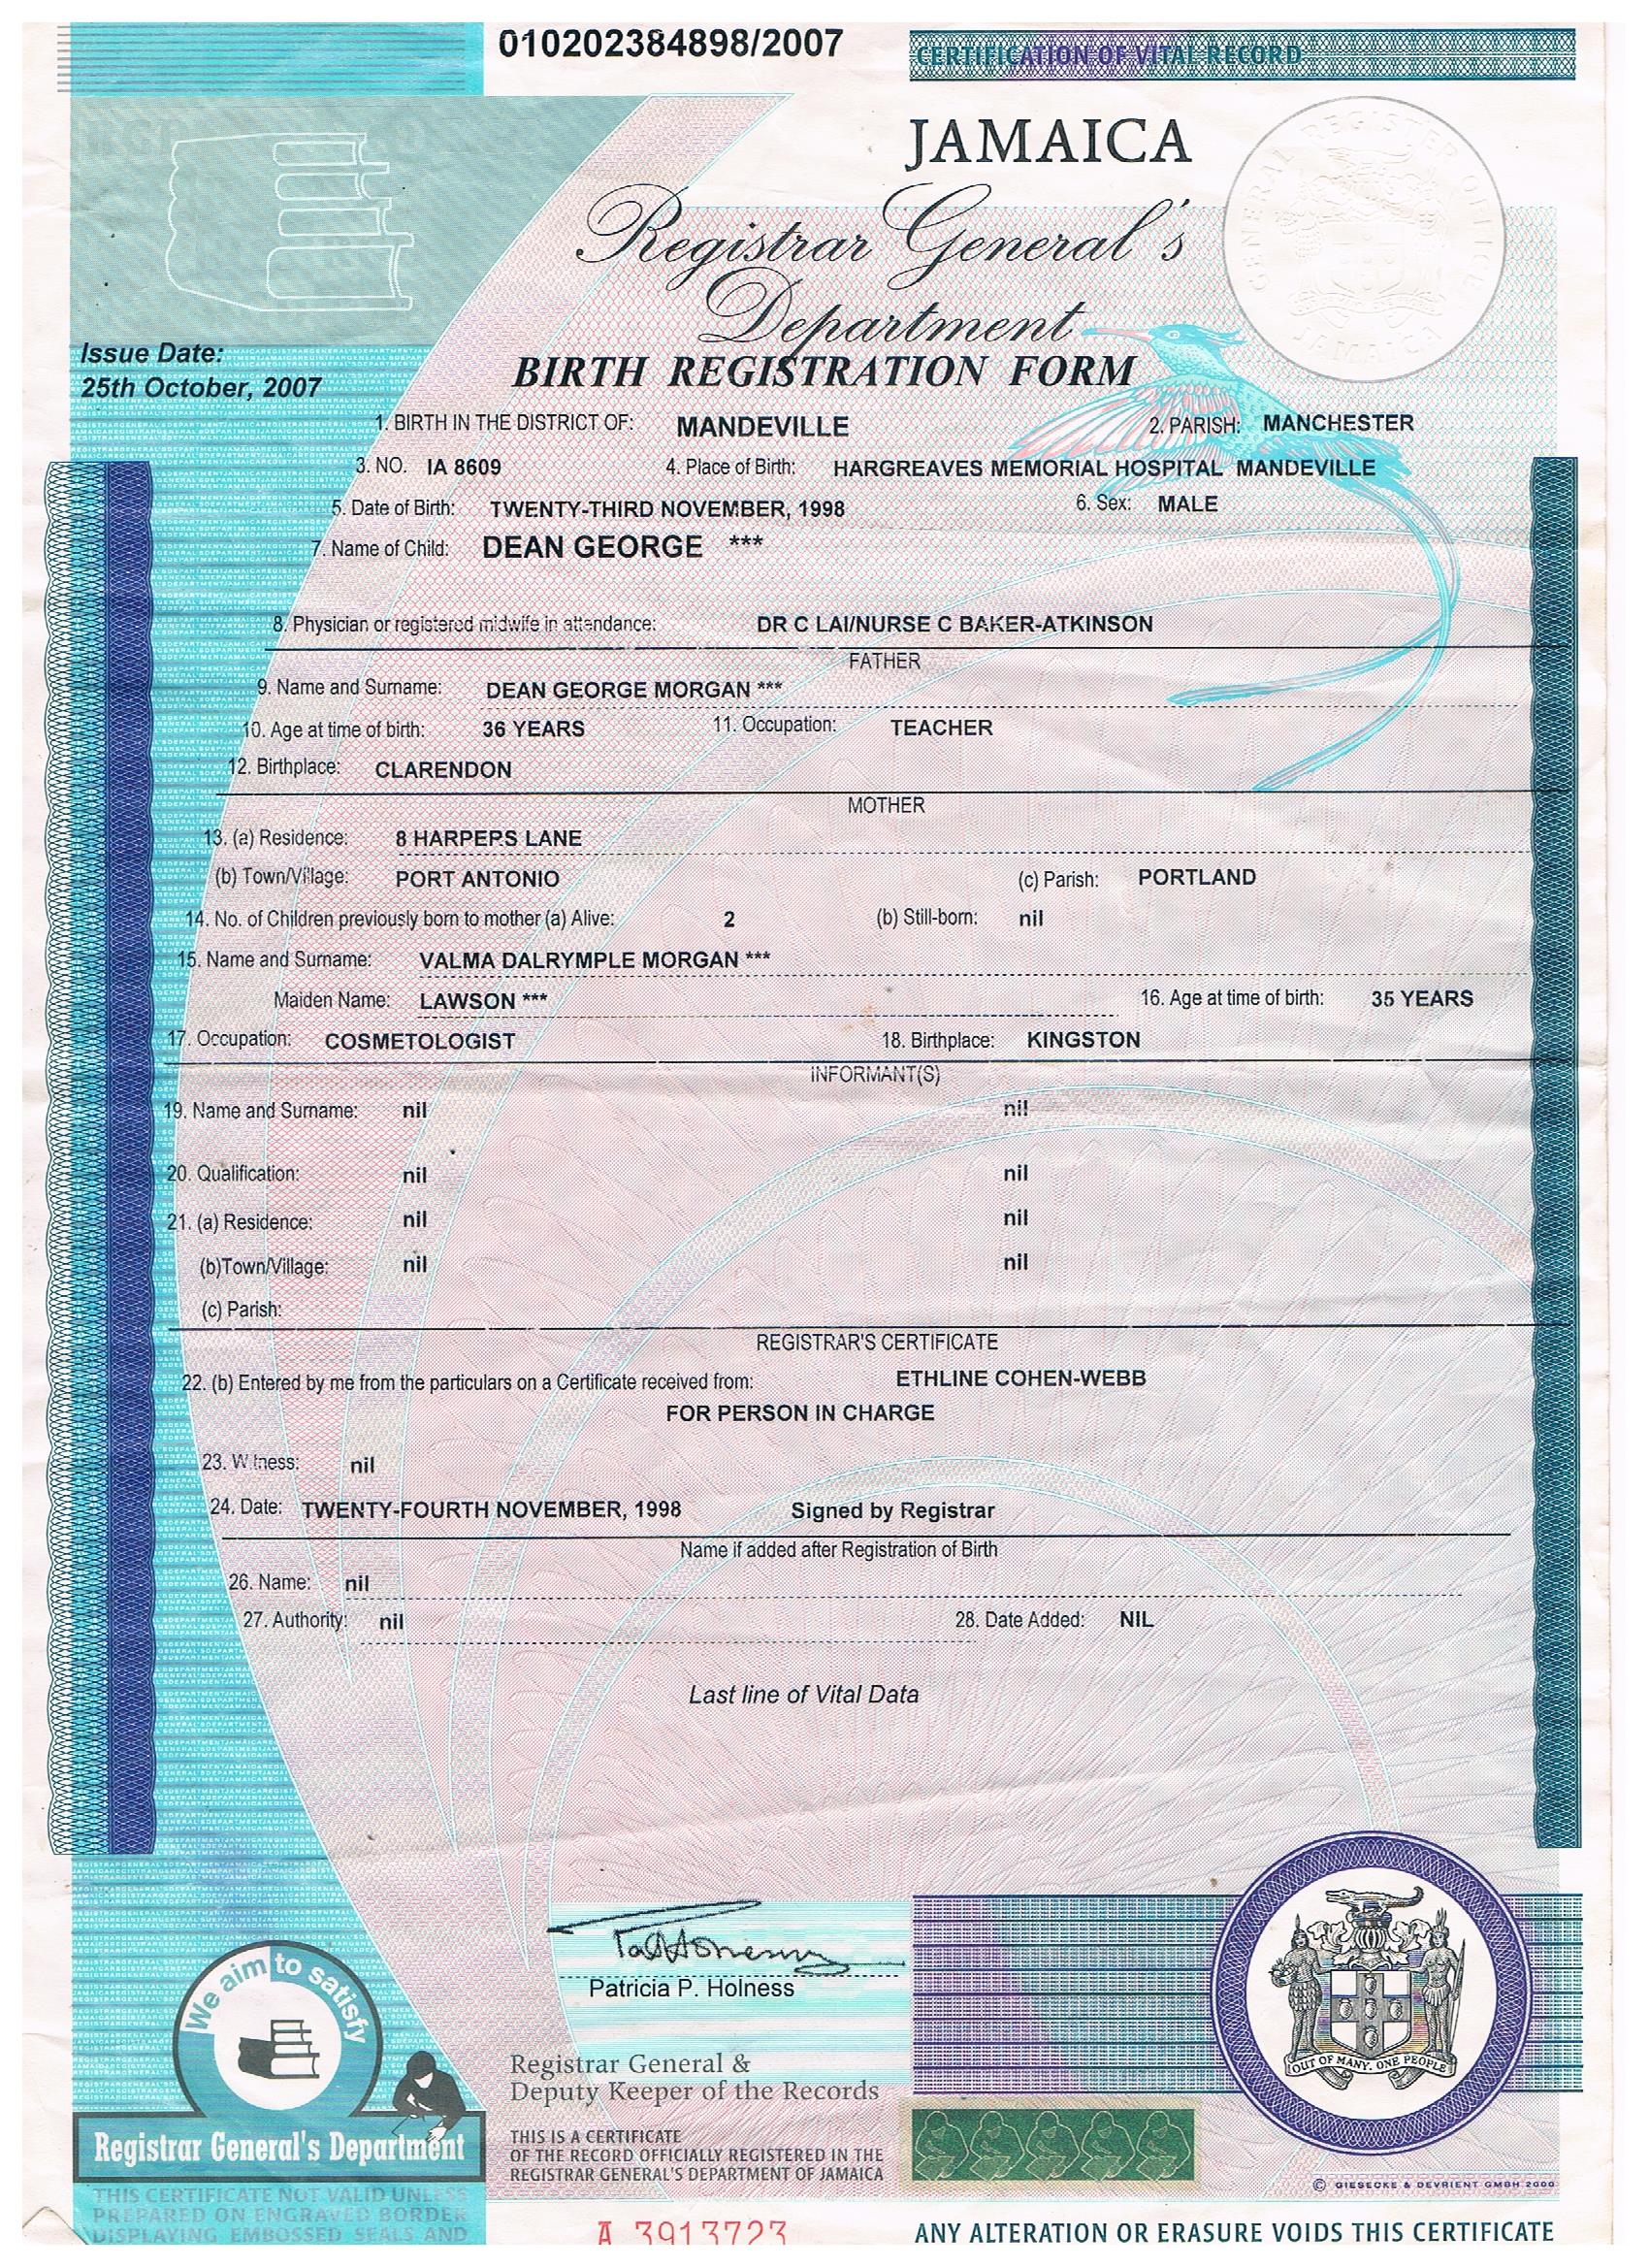 010202384898/2007
CERTIFICATION OF VITAL RECORD
JAMAICA
Registrar General's
Department
GENERAL REGISTER OFFICE
JAMAICA
Issue Date:
25th October, 2007
BIRTH REGISTRATION FORM
1. BIRTH IN THE DISTRICT OF: MANDEVILLE 2. PARISH: MANCHESTER
3. NO. IA 8609 4. Place of Birth: HARGREAVES MEMORIAL HOSPITAL MANDEVILLE
5. Date of Birth: TWENTY-THIRD NOVEMBER, 1998 6. Sex: MALE
7. Name of Child: DEAN GEORGE ***
8. Physician or registered midwife in attendance: DR C LAI/NURSE C BAKER-ATKINSON
FATHER
9. Name and Surname: DEAN GEORGE MORGAN ***
10. Age at time of birth: 36 YEARS 11. Occupation: TEACHER
12. Birthplace: CLARENDON
MOTHER
13. (a) Residence: 8 HARPERS LANE
(b) Town/Village: PORT ANTONIO (c) Parish: PORTLAND
14. No. of Children previously born to mother (a) Alive: 2 (b) Still-born: nil
15. Name and Surname: VALMA DALRYMPLE MORGAN ***
Maiden Name: LAWSON *** 16. Age at time of birth: 35 YEARS
17. Occupation: COSMETOLOGIST 18. Birthplace: KINGSTON
INFORMANT(S)
19. Name and Surname: nil nil
20. Qualification: nil nil
21. (a) Residence: nil nil
(b)Town/Village: nil nil
(c) Parish:
REGISTRAR'S CERTIFICATE
22. (b) Entered by me from the particulars on a Certificate received from: ETHLINE COHEN-WEBB
FOR PERSON IN CHARGE
23. Witness: nil
24. Date: TWENTY-FOURTH NOVEMBER, 1998 Signed by Registrar
Name if added after Registration of Birth
26. Name: nil
27. Authority: nil 28. Date Added: NIL
Last line of Vital Data
Patricia P. Holness
Registrar General &
Deputy Keeper of the Records
THIS IS A CERTIFICATE
OF THE RECORD OFFICIALLY REGISTERED IN THE
REGISTRAR GENERAL'S DEPARTMENT OF JAMAICA
We aim to satisfy
Registrar General's Department
THIS CERTIFICATE NOT VALID UNLESS
PREPARED ON ENGRAVED BORDER
DISPLAYING EMBOSSED SEALS AND
OUT OF MANY, ONE PEOPLE
© GIESECKE & DEVRIENT GMBH 2000
A 3913723
ANY ALTERATION OR ERASURE VOIDS THIS CERTIFICATE